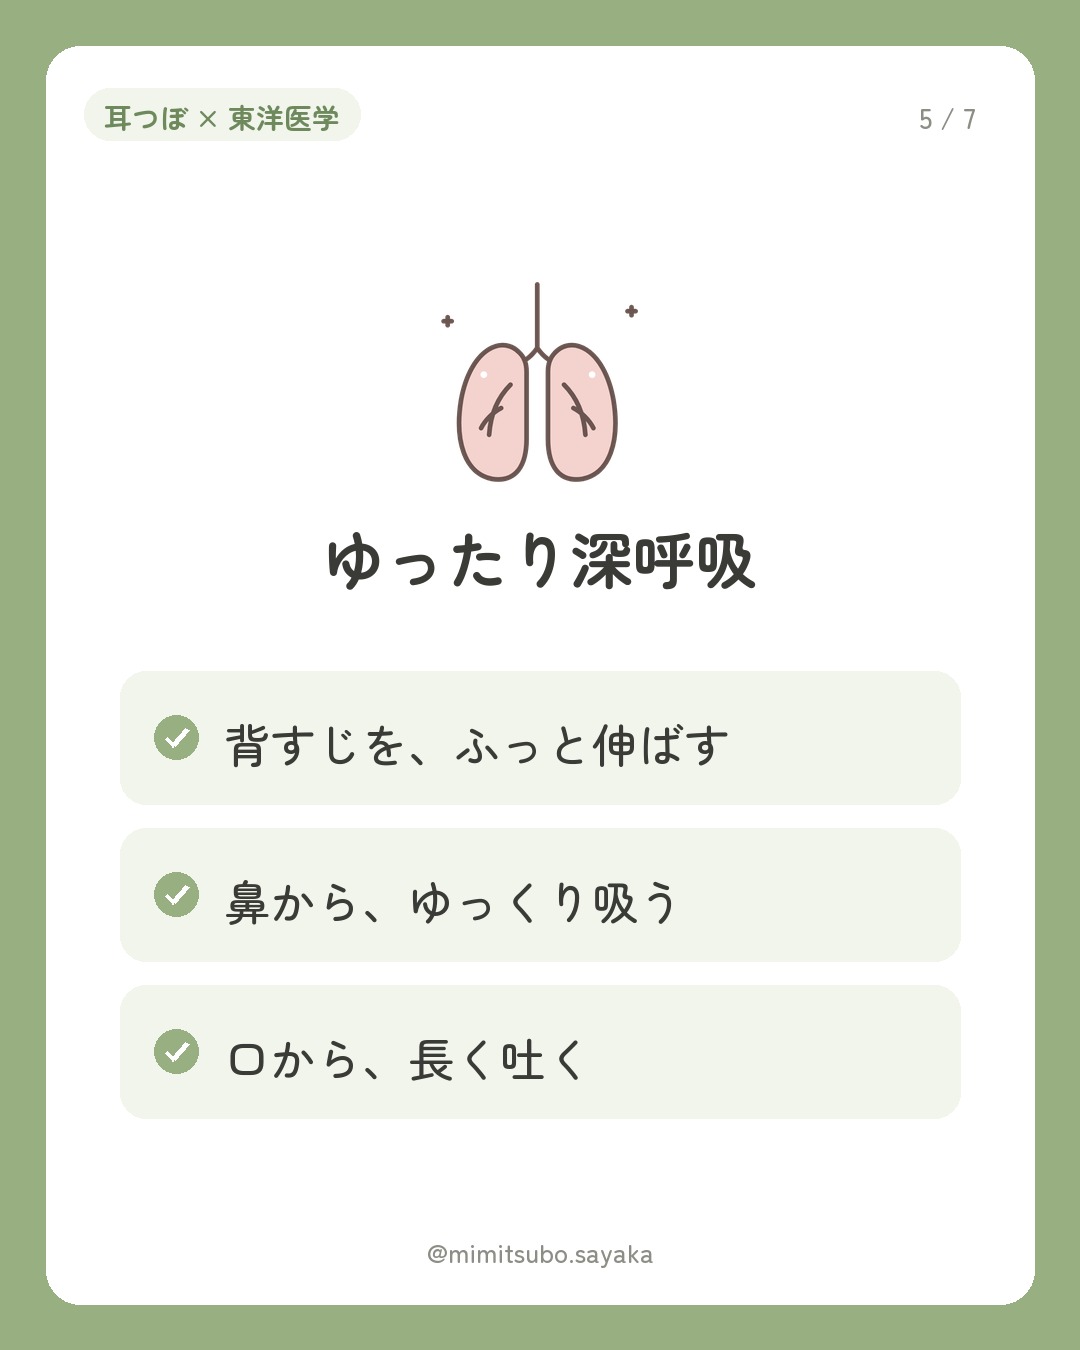 耳つぼ × 東洋医学
5 / 7
ゆったり深呼吸
背すじを、ふっと伸ばす
鼻から、ゆっくり吸う
口から、長く吐く
@mimitsubo.sayaka